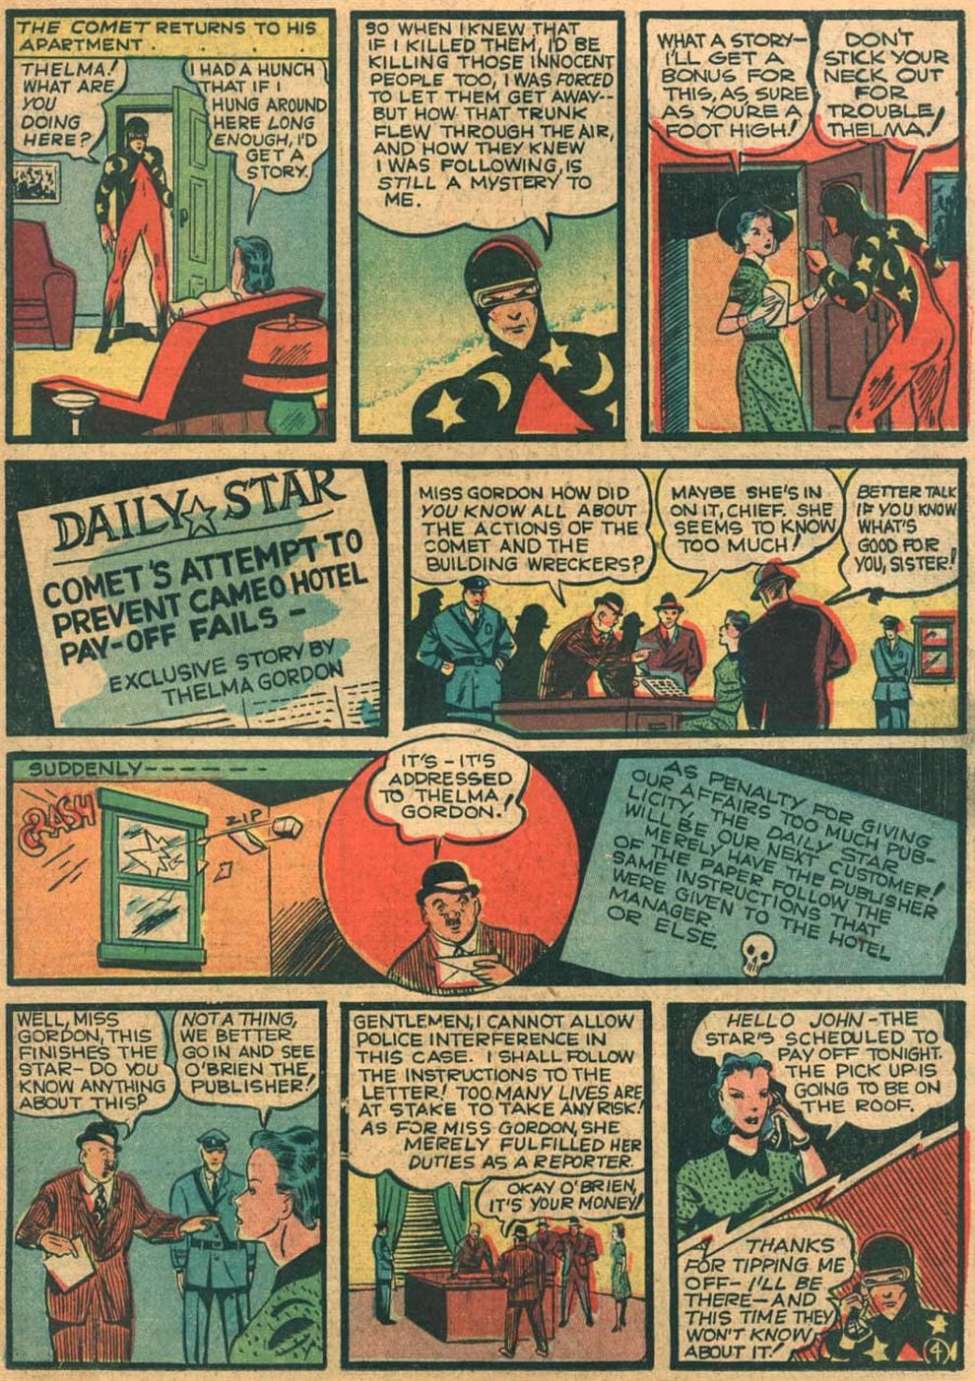 THE COMET RETURNS TO HIS
APARTMENT . . . . .
THELMA!
WHAT ARE
YOU
DOING
HERE?
I HAD A HUNCH
THAT IF I
HUNG AROUND
HERE LONG
ENOUGH, I'D
GET A
STORY.
SO WHEN I KNEW THAT
IF I KILLED THEM, I'D BE
KILLING THOSE INNOCENT
PEOPLE TOO, I WAS FORCED
TO LET THEM GET AWAY--
BUT HOW THAT TRUNK
FLEW THROUGH THE AIR,
AND HOW THEY KNEW
I WAS FOLLOWING, IS
STILL A MYSTERY TO
ME.
WHAT A STORY—
I'LL GET A
BONUS FOR
THIS, AS SURE
AS YOU'RE A
FOOT HIGH!
DON'T
STICK YOUR
NECK OUT
FOR
TROUBLE,
THELMA!
DAILY STAR
COMET'S ATTEMPT TO
PREVENT CAMEO HOTEL
PAY-OFF FAILS —
EXCLUSIVE STORY BY
THELMA GORDON
MISS GORDON HOW DID
YOU KNOW ALL ABOUT
THE ACTIONS OF THE
COMET AND THE
BUILDING WRECKERS?
MAYBE SHE'S IN
ON IT, CHIEF. SHE
SEEMS TO KNOW
TOO MUCH!
BETTER TALK
IF YOU KNOW
WHAT'S
GOOD FOR
YOU, SISTER!
SUDDENLY-------
CRASH
ZIP
IT'S - IT'S
ADDRESSED
TO THELMA
GORDON!
AS PENALTY FOR GIVING
OUR AFFAIRS TOO MUCH PUB-
LICITY, THE DAILY STAR
WILL BE OUR NEXT CUSTOMER!
MERELY HAVE THE PUBLISHER
OF THE PAPER FOLLOW THE
SAME INSTRUCTIONS THAT
WERE GIVEN TO THE HOTEL
MANAGER.
OR ELSE.
WELL, MISS
GORDON, THIS
FINISHES THE
STAR- DO YOU
KNOW ANYTHING
ABOUT THIS?
NOT A THING,
WE BETTER
GO IN AND SEE
O'BRIEN THE
PUBLISHER!
GENTLEMEN, I CANNOT ALLOW
POLICE INTERFERENCE IN
THIS CASE. I SHALL FOLLOW
THE INSTRUCTIONS TO THE
LETTER! TOO MANY LIVES ARE
AT STAKE TO TAKE ANY RISK!
AS FOR MISS GORDON, SHE
MERELY FULFILLED HER
DUTIES AS A REPORTER.
OKAY O'BRIEN,
IT'S YOUR MONEY!
HELLO JOHN -THE
STAR'S SCHEDULED TO
PAY OFF TONIGHT.
THE PICK UP IS
GOING TO BE ON
THE ROOF.
THANKS
FOR TIPPING ME
OFF- I'LL BE
THERE-AND
THIS TIME THEY
WON'T KNOW
ABOUT IT!
4